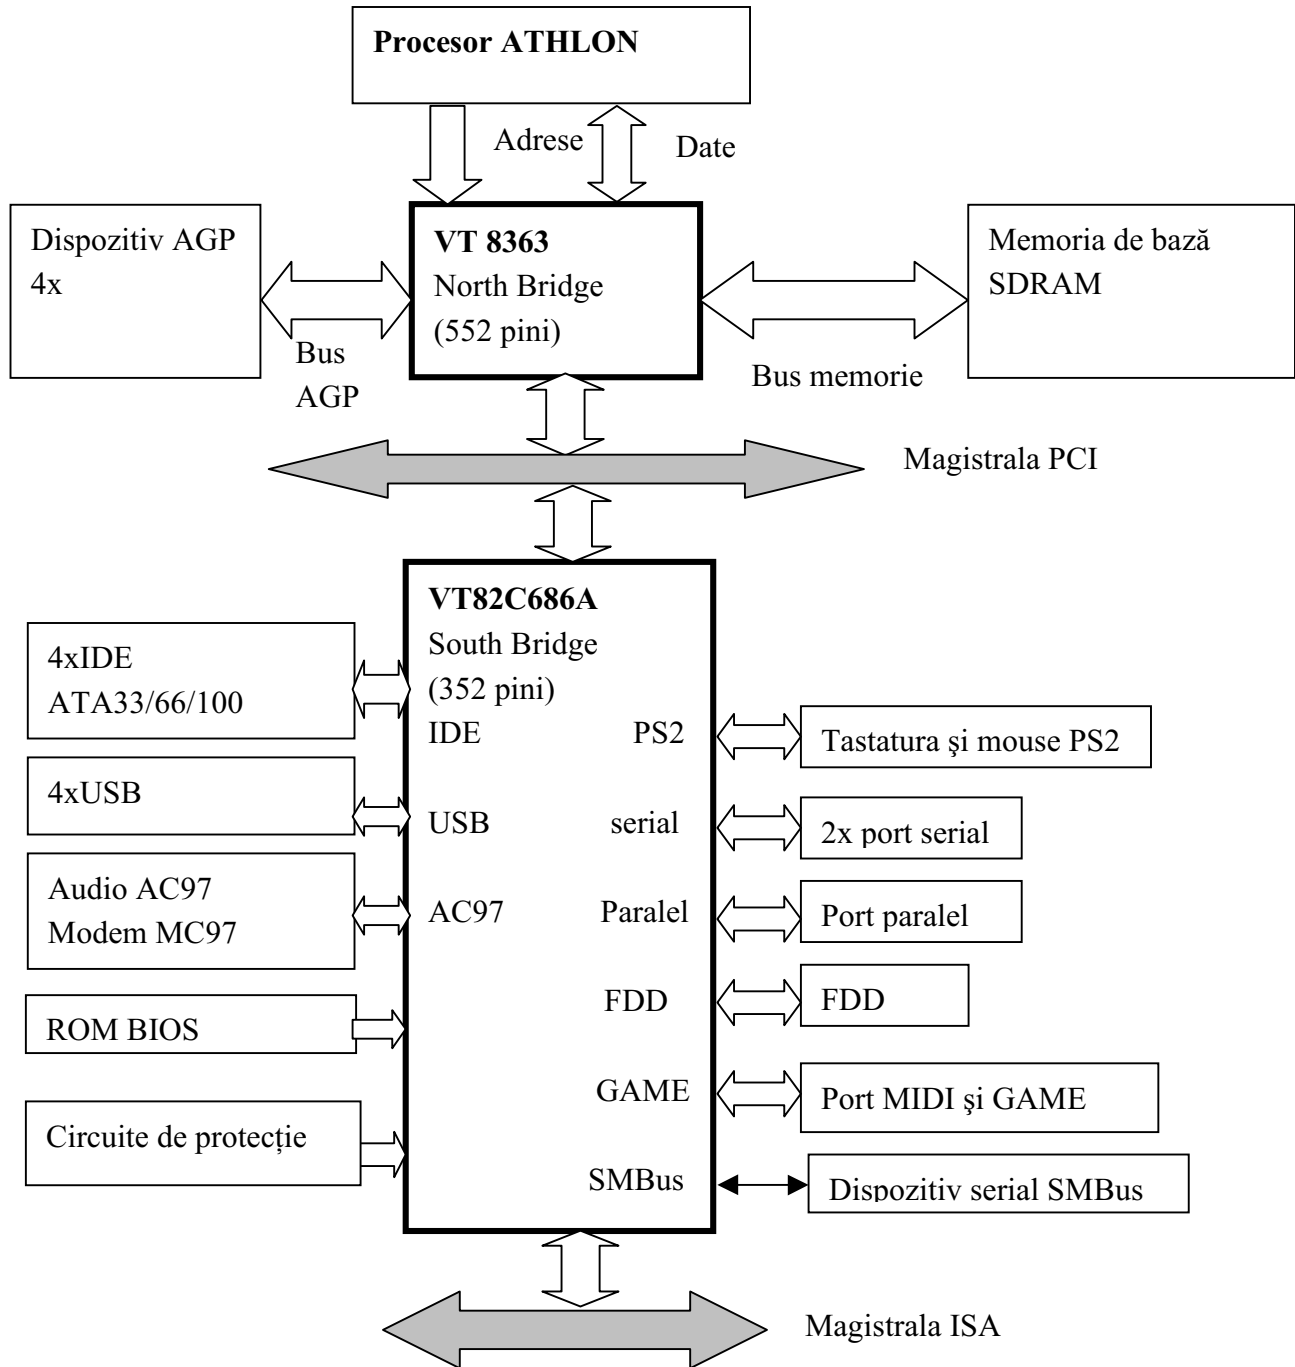 Procesor ATHLON
Adrese
Date
Dispozitiv AGP
4x
VT 8363
North Bridge
(552 pini)
Memoria de bază
SDRAM
Bus
AGP
Bus memorie
Magistrala PCI
VT82C686A
South Bridge
(352 pini)
4xIDE
ATA33/66/100
IDE
PS2
Tastatura şi mouse PS2
4xUSB
USB
serial
2x port serial
Audio AC97
Modem MC97
AC97
Paralel
Port paralel
ROM BIOS
FDD
FDD
GAME
Port MIDI şi GAME
Circuite de protecţie
SMBus
Dispozitiv serial SMBus
Magistrala ISA